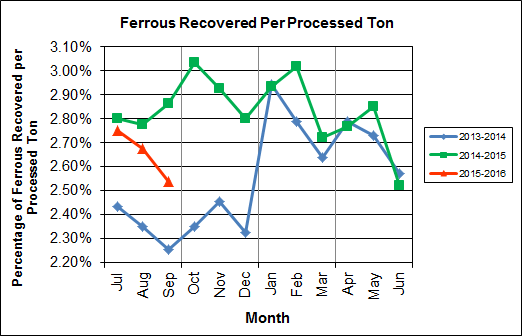 Ferrous Recovered Per Processed Ton
Percentage of Ferrous Recovered per
Processed Ton
3.10%
3.00%
2.90%
2.80%
2.70%
2.60%
2.50%
2.40%
2.30%
2.20%
Jul
Aug
Sep
Oct
Nov
Dec
Jan
Feb
Mar
Apr
May
Jun
Month
2013-2014
2014-2015
2015-2016